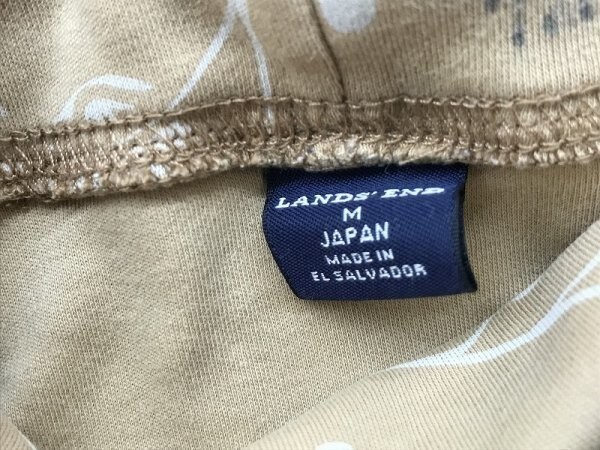 LANDS' END
M
JAPAN
MADE IN
EL SALVADOR